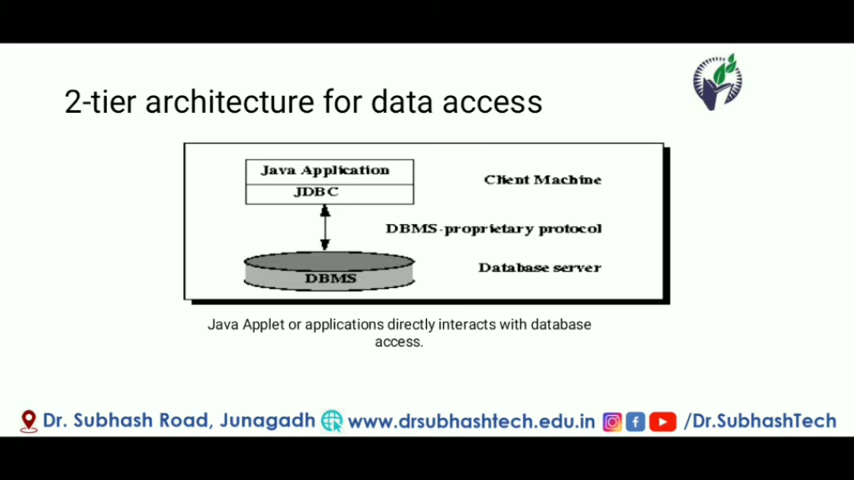 2-tier architecture for data access
Java Application
JDBC
Client Machine
DBMS-proprietary protocol
Database server
DBMS
Java Applet or applications directly interacts with database
access.
Dr. Subhash Road, Junagadh www.drsubhashtech.edu.in /Dr.SubhashTech